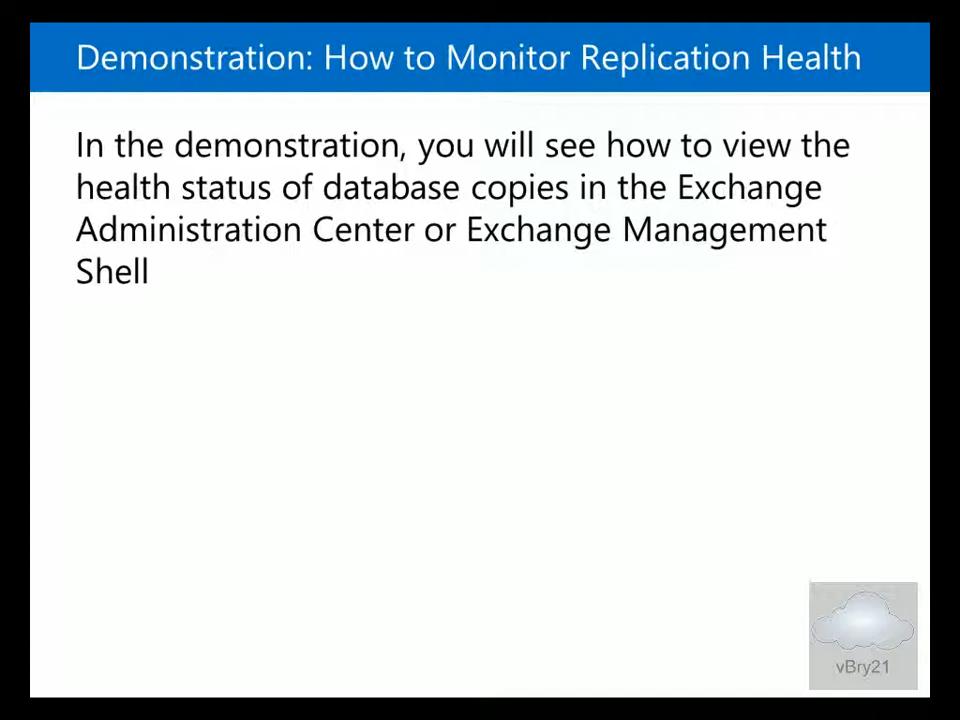 Demonstration: How to Monitor Replication Health
In the demonstration, you will see how to view the
health status of database copies in the Exchange
Administration Center or Exchange Management
Shell
vBry21